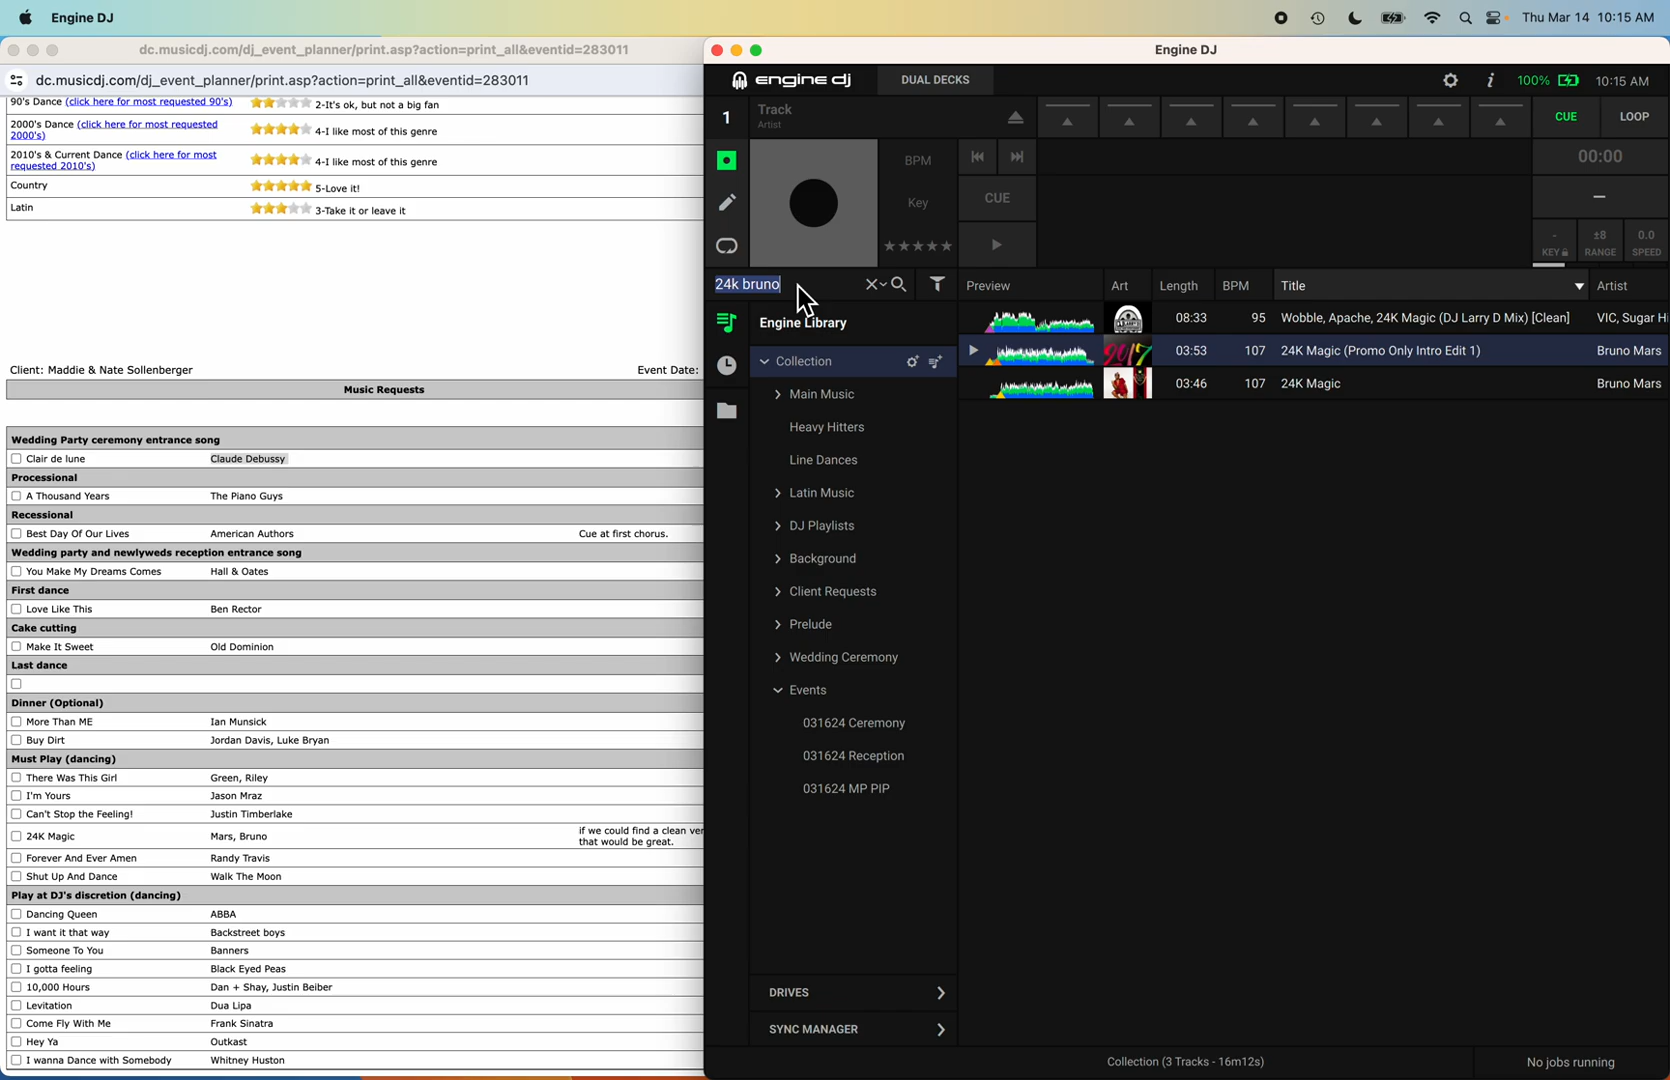 Engine DJ
Thu Mar 14 10:15 AM
dc.musicdj.com/dj_event_planner/print.asp?action=print_all&eventid=283011
dc.musicdj.com/dj_event_planner/print.asp?action=print_all&eventid=283011
90's Dance (click here for most requested 90's) 2-It's ok, but not a big fan
2000's Dance (click here for most requested
2000's) 4-I like most of this genre
2010's & Current Dance (click here for most
requested 2010's) 4-I like most of this genre
Country 5-Love it!
Latin 3-Take it or leave it
Client: Maddie & Nate Sollenberger Event Date:
Music Requests
Wedding Party ceremony entrance song
Clair de lune Claude Debussy
Processional
A Thousand Years The Piano Guys
Recessional
Best Day Of Our Lives American Authors Cue at first chorus.
Wedding party and newlyweds reception entrance song
You Make My Dreams Comes Hall & Oates
First dance
Love Like This Ben Rector
Cake cutting
Make It Sweet Old Dominion
Last dance
Dinner (Optional)
More Than ME Ian Munsick
Buy Dirt Jordan Davis, Luke Bryan
Must Play (dancing)
There Was This Girl Green, Riley
I'm Yours Jason Mraz
Can't Stop the Feeling! Justin Timberlake
24K Magic Mars, Bruno if we could find a clean ver
that would be great.
Forever And Ever Amen Randy Travis
Shut Up And Dance Walk The Moon
Play at DJ's discretion (dancing)
Dancing Queen ABBA
I want it that way Backstreet boys
Someone To You Banners
I gotta feeling Black Eyed Peas
10,000 Hours Dan + Shay, Justin Beiber
Levitation Dua Lipa
Come Fly With Me Frank Sinatra
Hey Ya Outkast
I wanna Dance with Somebody Whitney Huston
Engine DJ
engine dj DUAL DECKS i 100% 10:15 AM
1 Track
Artist
CUE LOOP
BPM 00:00
Key CUE –
- ±8 0.0
KEY RANGE SPEED
24k bruno
Preview Art Length BPM Title Artist
08:33 95 Wobble, Apache, 24K Magic (DJ Larry D Mix) [Clean] VIC, Sugar Hi
2017 03:53 107 24K Magic (Promo Only Intro Edit 1) Bruno Mars
03:46 107 24K Magic Bruno Mars
Engine Library
Collection
Main Music
Heavy Hitters
Line Dances
Latin Music
DJ Playlists
Background
Client Requests
Prelude
Wedding Ceremony
Events
031624 Ceremony
031624 Reception
031624 MP PIP
DRIVES
SYNC MANAGER
Collection (3 Tracks - 16m12s) No jobs running